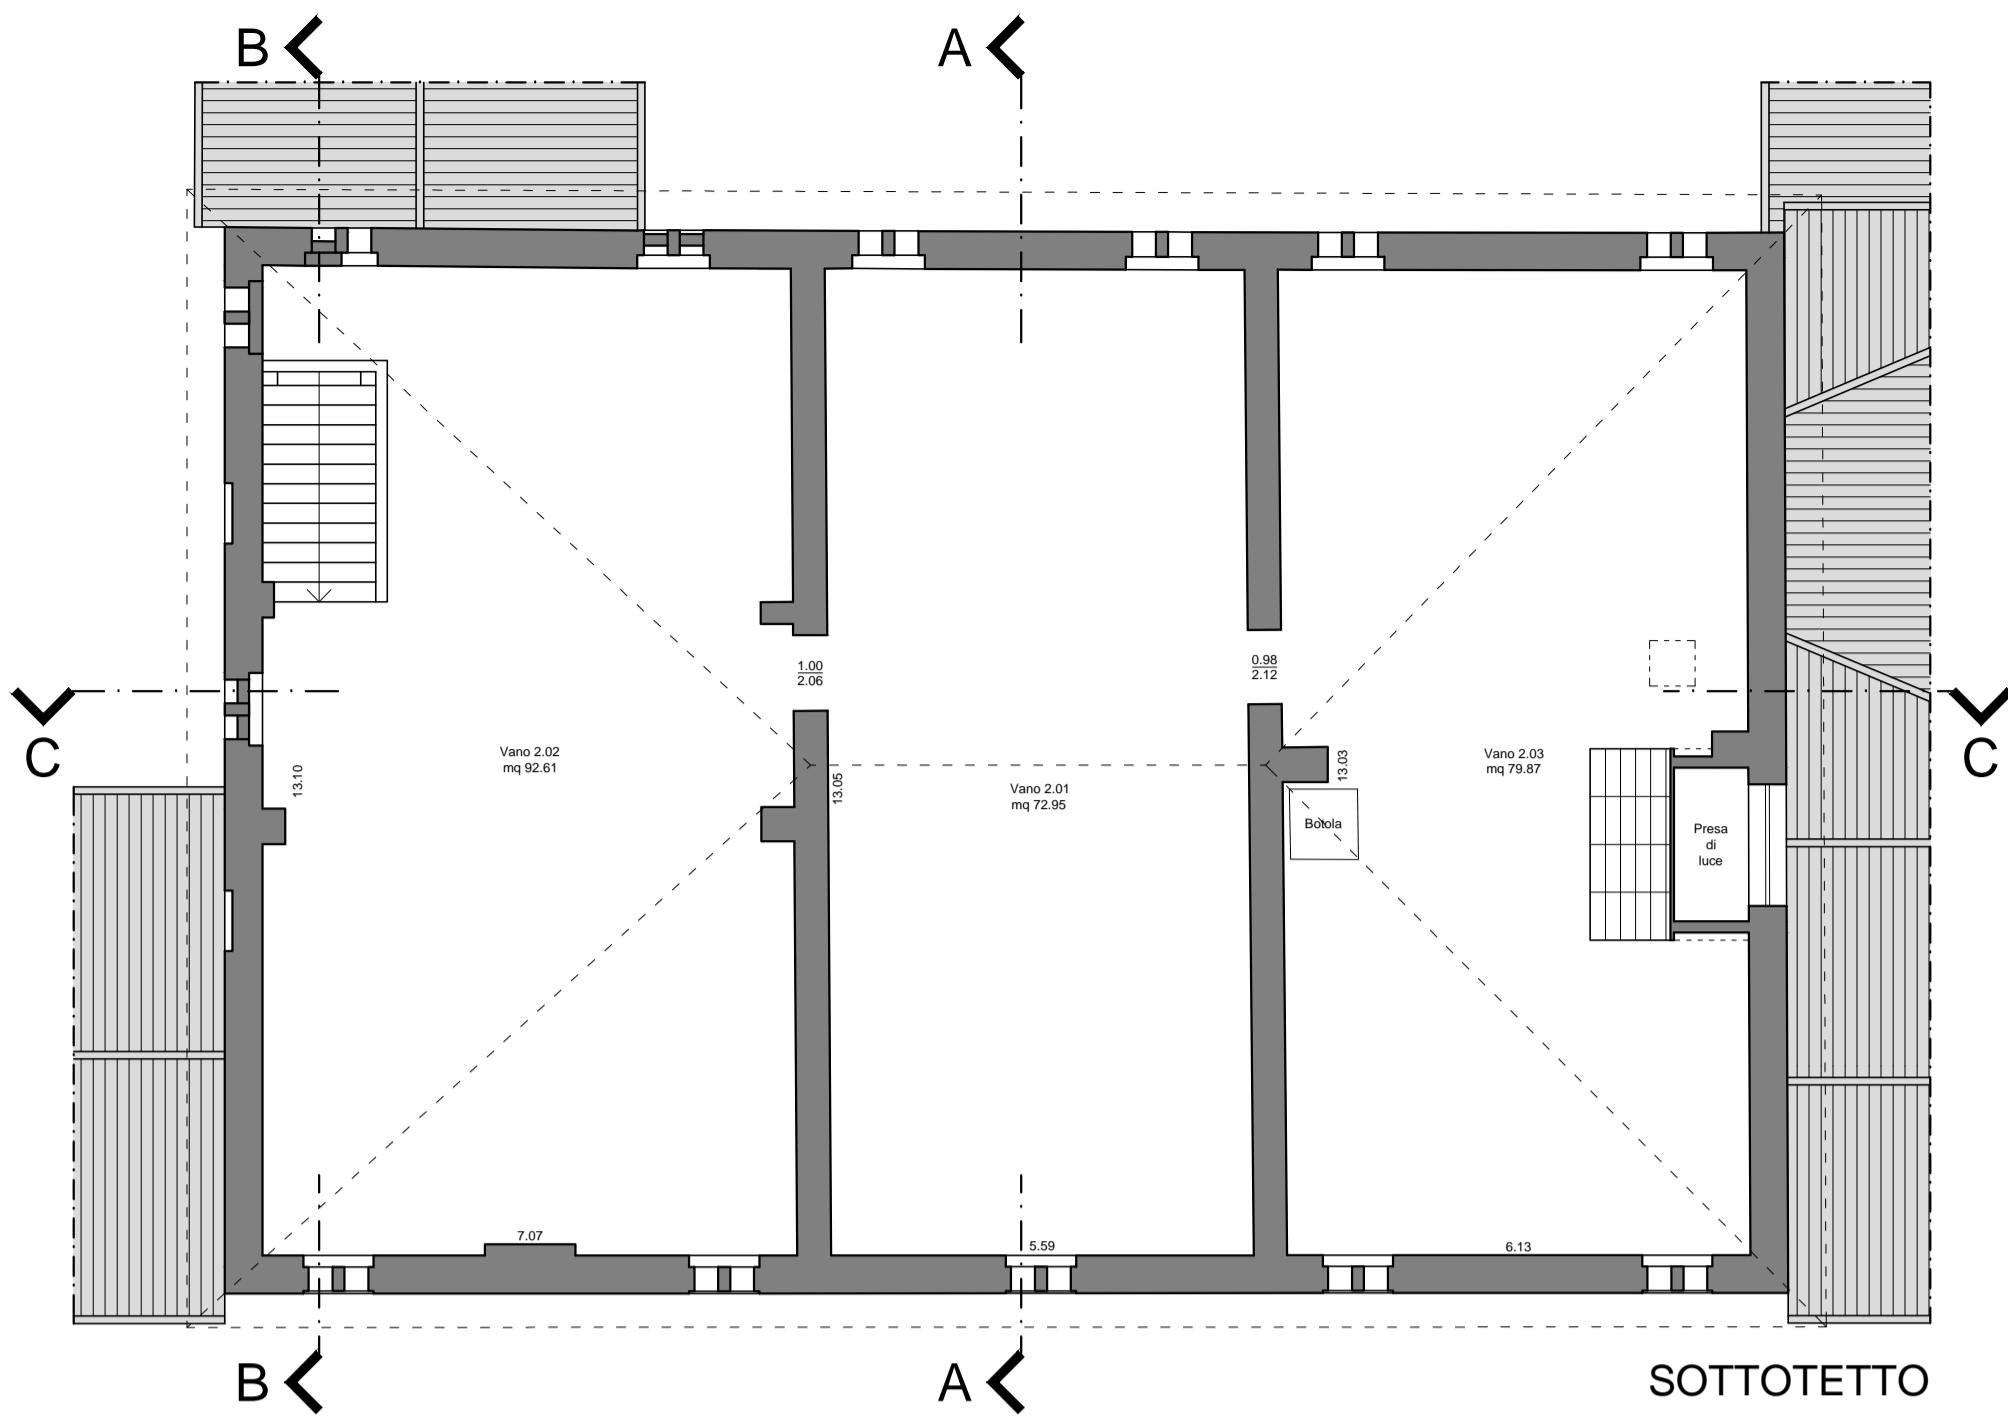 B
A
1.00
2.06
0.98
2.12
C
C
Vano 2.02
mq 92.61
13.10
13.05
Vano 2.01
mq 72.95
13.03
Vano 2.03
mq 79.87
Botola
Presa
di
luce
7.07
5.59
6.13
B
A
SOTTOTETTO